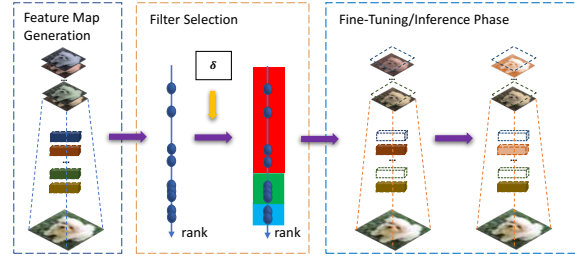 Feature Map
Generation
Filter Selection
Fine-Tuning/Inference Phase
δ
...
...
...
...
...
...
rank
rank